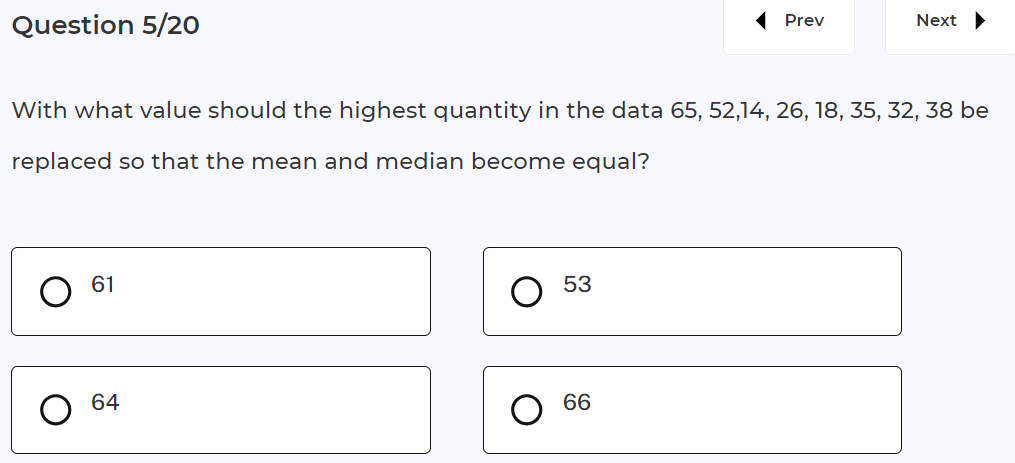 Question 5/20
Prev
Next
With what value should the highest quantity in the data 65, 52,14, 26, 18, 35, 32, 38 be
replaced so that the mean and median become equal?
61
53
64
66